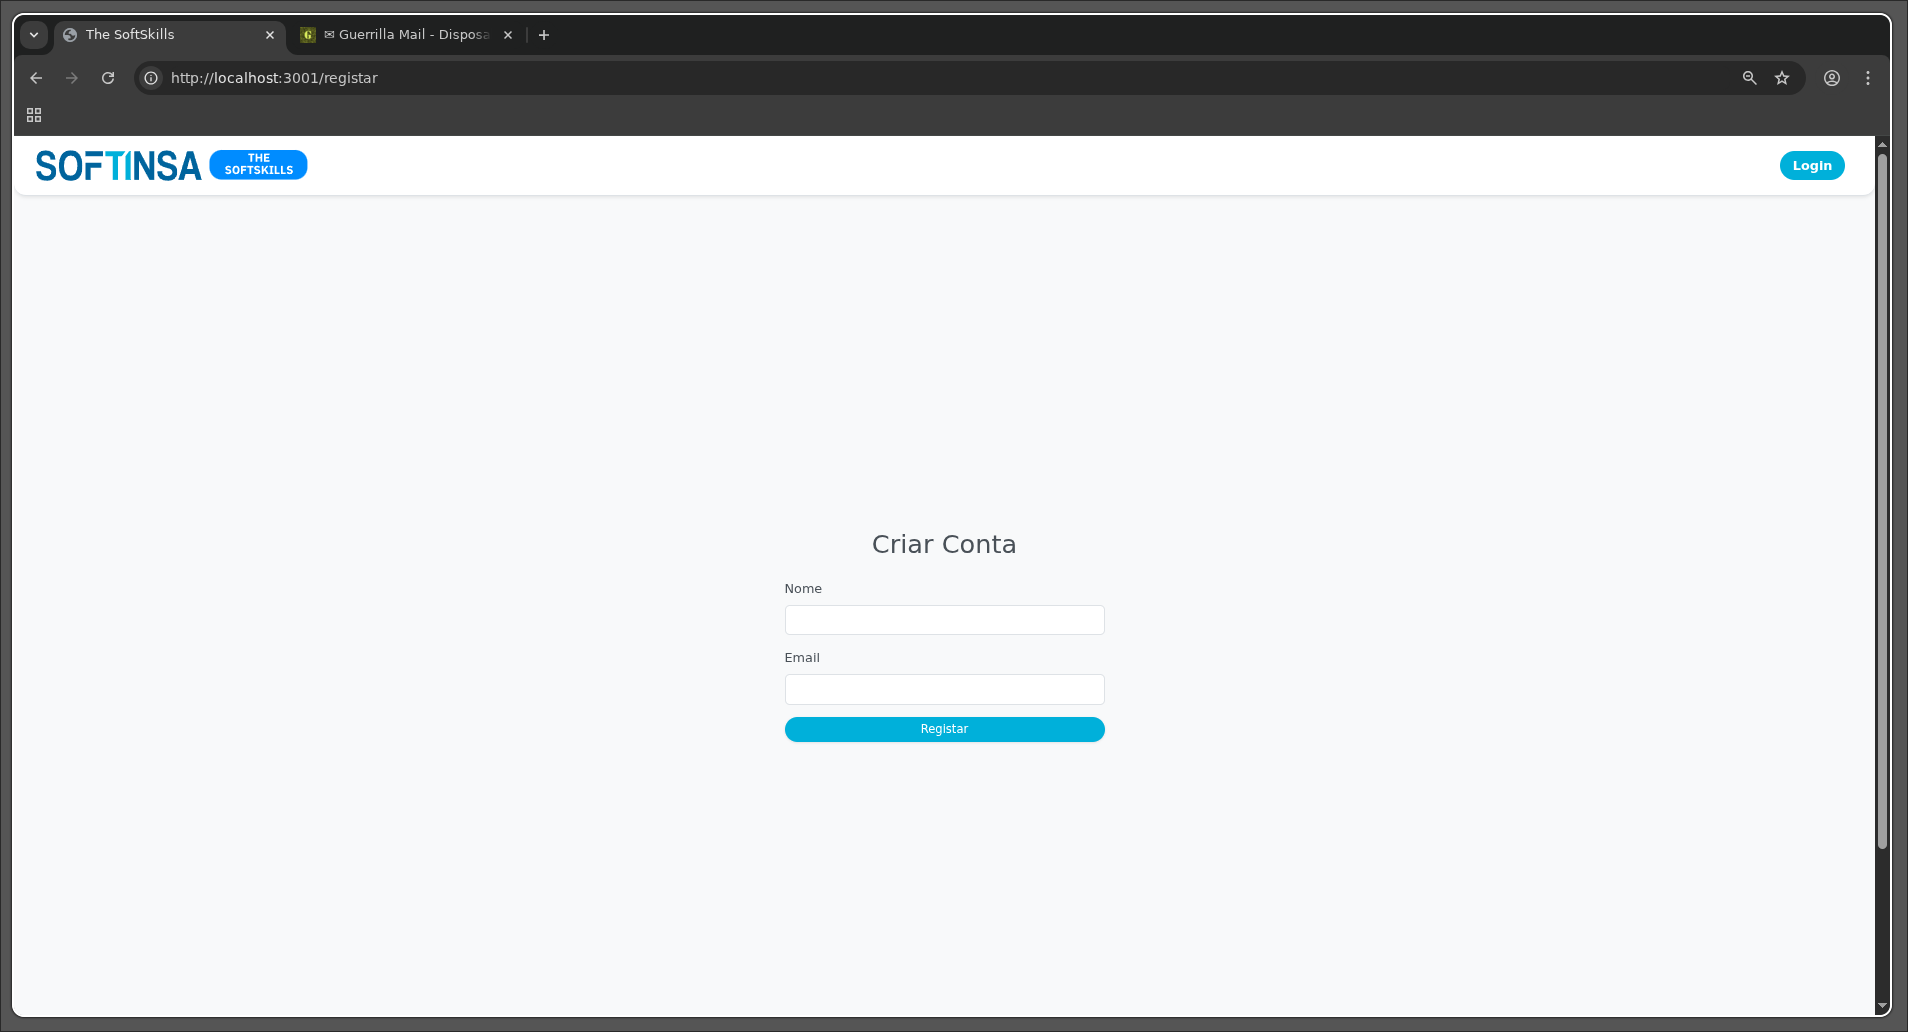 The SoftSkills
✉ Guerrilla Mail - Disposa
http://localhost:3001/registar
SOFTINSA
THE
SOFTSKILLS
Login
Criar Conta
Nome
Email
Registar